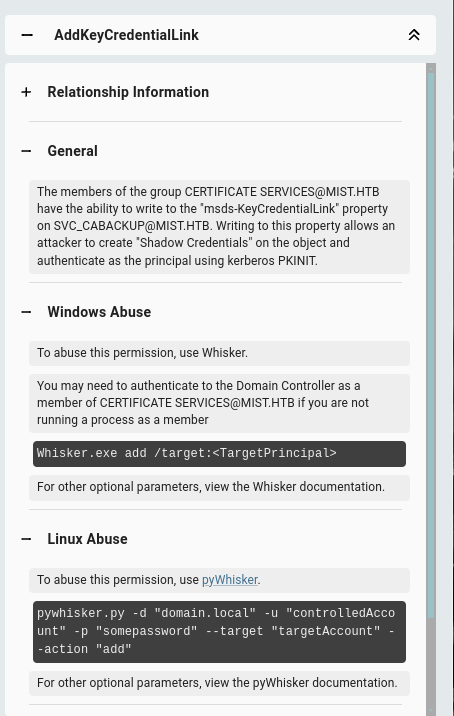 AddKeyCredentialLink
Relationship Information
General
The members of the group CERTIFICATE SERVICES@MIST.HTB
have the ability to write to the "msds-KeyCredentialLink" property
on SVC_CABACKUP@MIST.HTB. Writing to this property allows an
attacker to create "Shadow Credentials" on the object and
authenticate as the principal using kerberos PKINIT.
Windows Abuse
To abuse this permission, use Whisker.
You may need to authenticate to the Domain Controller as a
member of CERTIFICATE SERVICES@MIST.HTB if you are not
running a process as a member
Whisker.exe add /target:<TargetPrincipal>
For other optional parameters, view the Whisker documentation.
Linux Abuse
To abuse this permission, use pyWhisker.
pywhisker.py -d "domain.local" -u "controlledAcco
unt" -p "somepassword" --target "targetAccount" -
-action "add"
For other optional parameters, view the pyWhisker documentation.